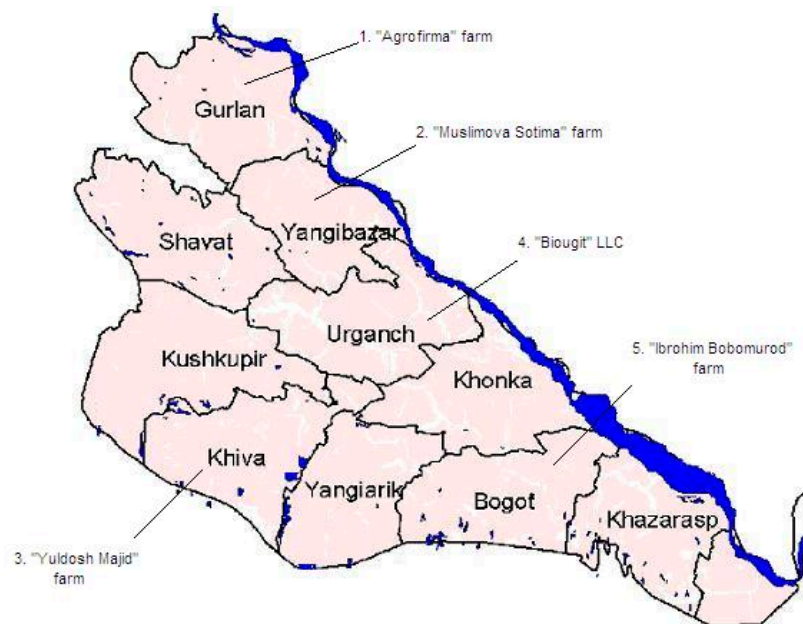 1. "Agrofirma" farm
Gurlan
2. "Muslimova Sotima" farm
Yangibazar
Shavat
4. "Biougit" LLC
Urganch
5. "Ibrohim Bobomurod"
farm
Kushkupir
Khonka
Khiva
Yangiarik
Bogot
Khazarasp
3. "Yuldosh Majid"
farm